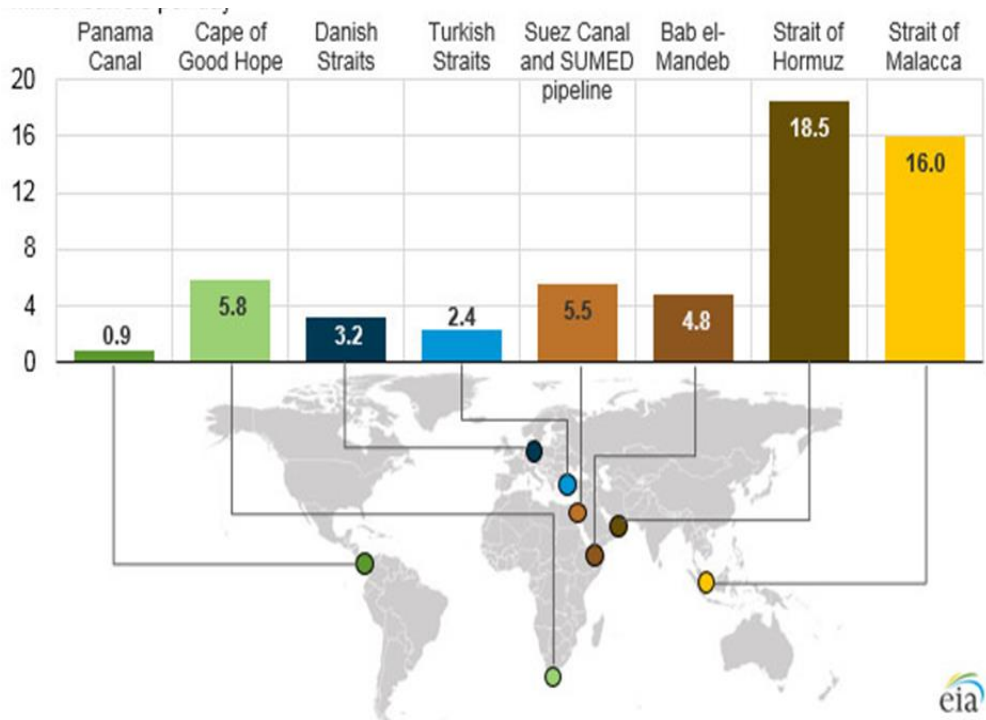 Panama Canal
Cape of Good Hope
Danish Straits
Turkish Straits
Suez Canal and SUMED pipeline
Bab el-Mandeb
Strait of Hormuz
Strait of Malacca
20
16
12
8
4
0
0.9
5.8
3.2
2.4
5.5
4.8
18.5
16.0
eia